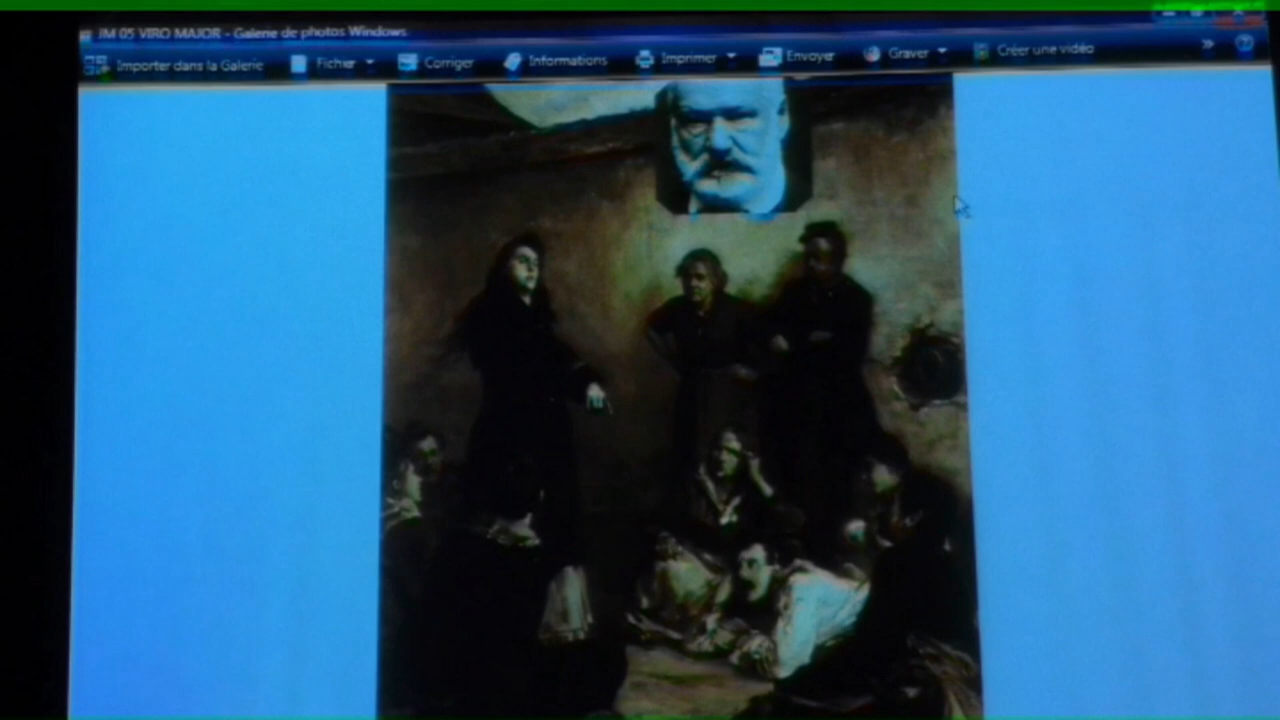 JM 05 VIRO MAJOR - Galerie de photos Windows
Importer dans la Galerie Fichier Corriger Informations Imprimer Envoyer Graver Créer une vidéo